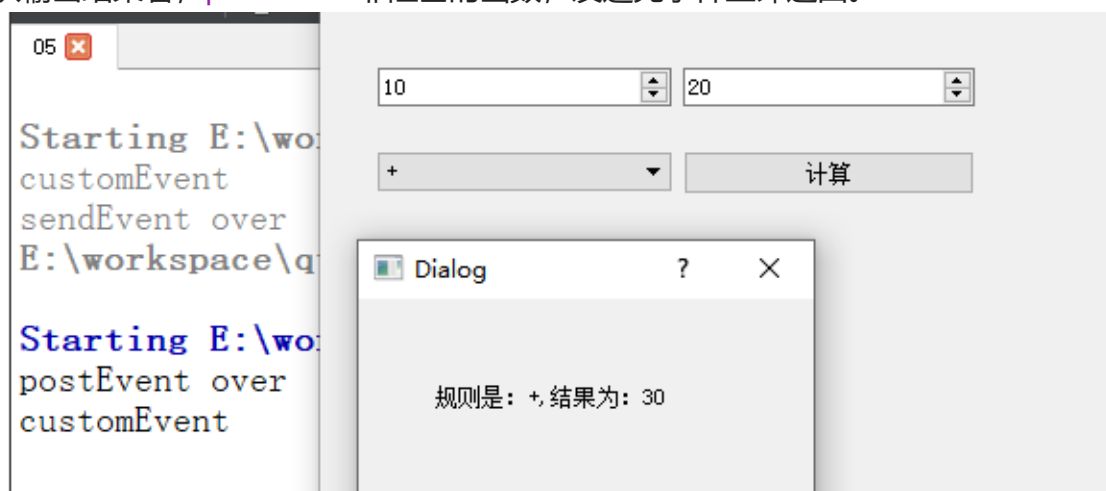 05
Starting E:\wo
customEvent
sendEvent over
E:\workspace\q
Starting E:\wo
postEvent over
customEvent
10
20
+
计算
Dialog
?
规则是：+,结果为：30